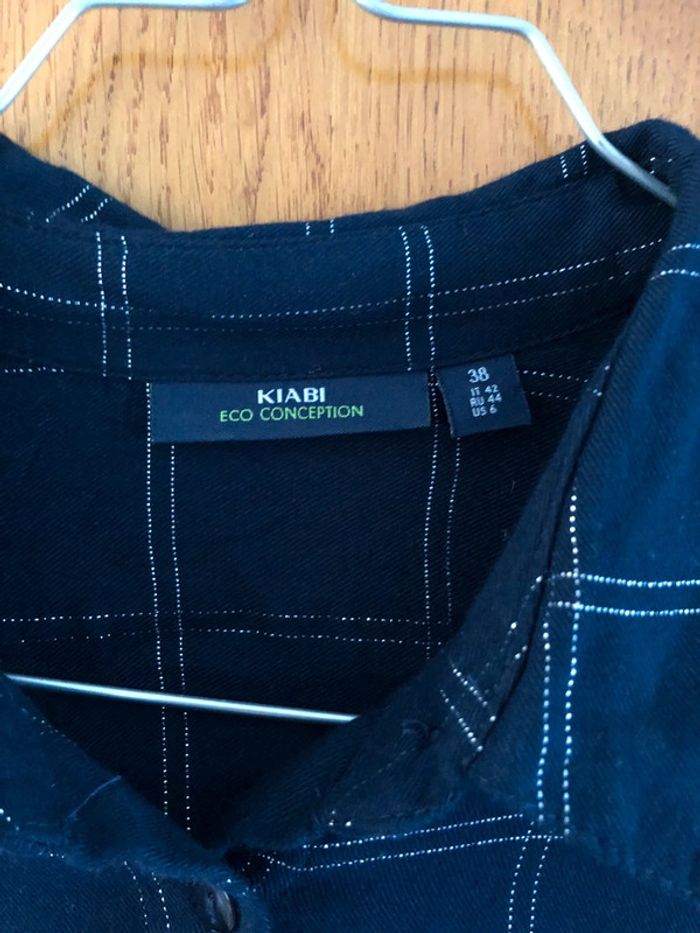 KIABI
ECO CONCEPTION
38
IT 42
RU 44
US 6